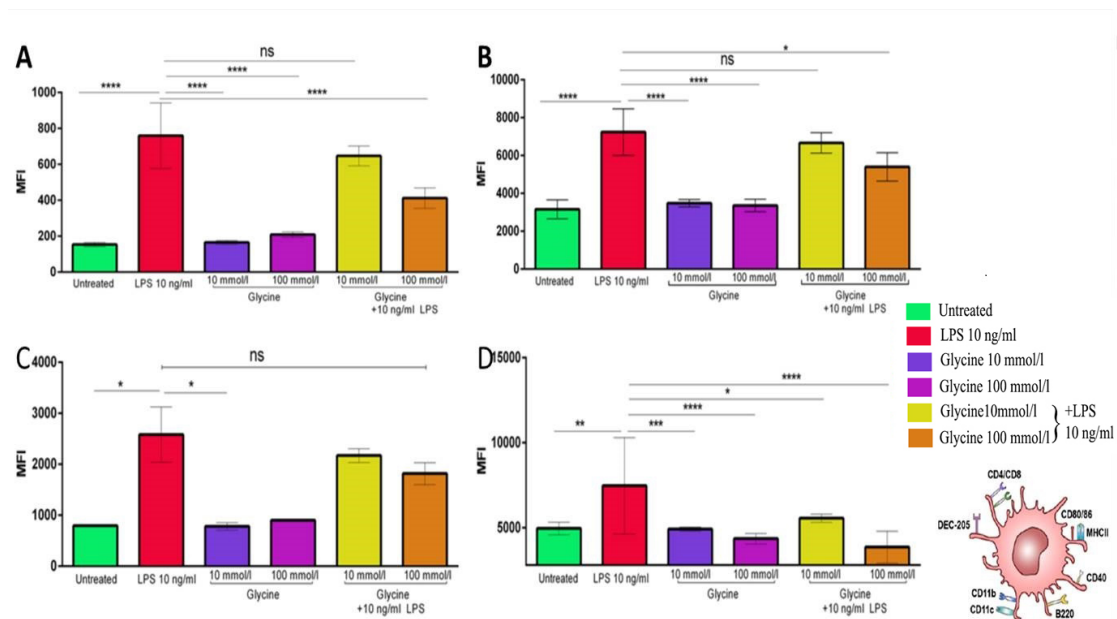 A
ns
****
**** ****
****
1000
800
600
400
200
0
MFI
Untreated
LPS 10 ng/ml
10 mmol/l 100 mmol/l
Glycine
10 mmol/l 100 mmol/l
Glycine
+10 ng/ml LPS
B
*
ns
****
**** ****
10000
8000
6000
4000
2000
0
MFI
Untreated
LPS 10 ng/ml
10 mmol/l 100 mmol/l
Glycine
10 mmol/l 100 mmol/l
Glycine
+10 ng/ml LPS
C
ns
* *
4000
3000
2000
1000
0
MFI
Untreated
LPS 10 ng/ml
10 mmol/l 100 mmol/l
Glycine
10 mmol/l 100 mmol/l
Glycine
+10 ng/ml LPS
D
****
*
****
** ***
15000
10000
5000
MFI
Untreated
LPS 10 ng/ml
10 mmol/l 100 mmol/l
Glycine
10 mmol/l 100 mmol/l
Glycine
+10 ng/ml LPS
Untreated
LPS 10 ng/ml
Glycine 10 mmol/l
Glycine 100 mmol/l
Glycine10mmol/l
Glycine 100 mmol/l
} +LPS
10 ng/ml
CD4/CD8
DEC-205
CD80/86
MHCII
CD40
CD11b
CD11c
B220